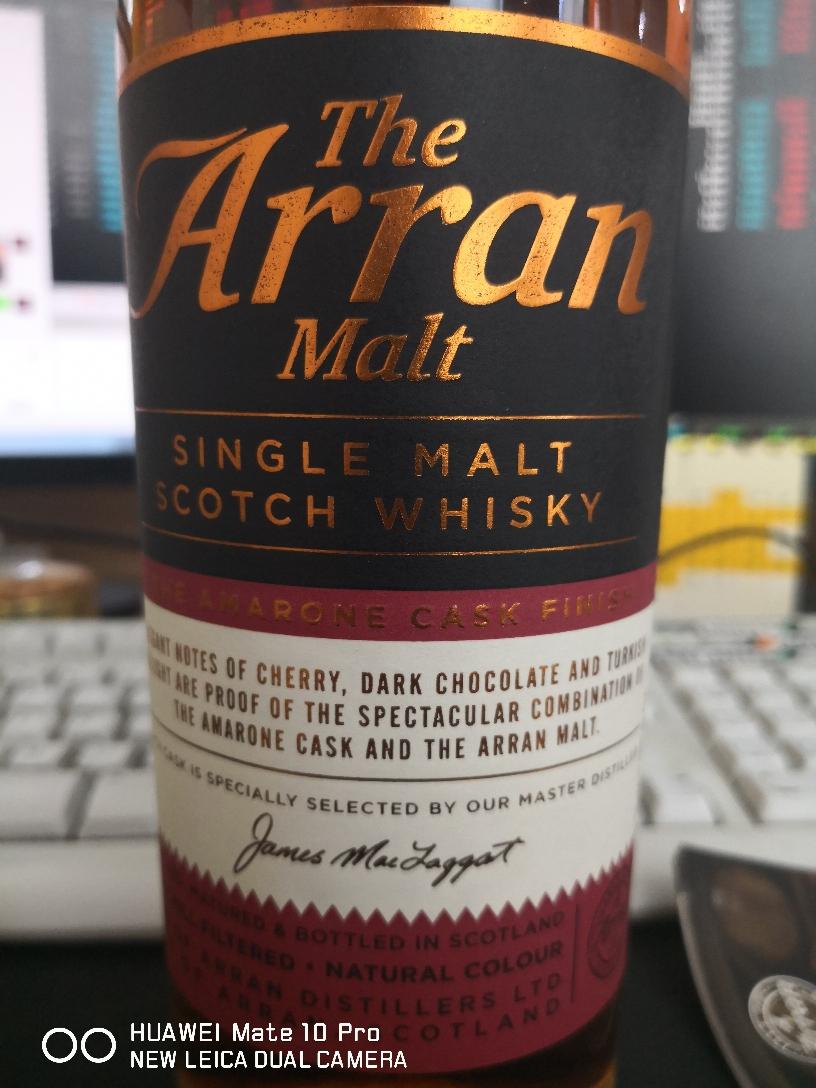 The
Arran
Malt
SINGLE MALT
SCOTCH WHISKY
THE AMARONE CASK FINISH
NOTES OF CHERRY, DARK CHOCOLATE AND TURKISH
ARE PROOF OF THE SPECTACULAR COMBINATION OF
THE AMARONE CASK AND THE ARRAN MALT.
CASK IS SPECIALLY SELECTED BY OUR MASTER DISTILLER
James MacTaggart
MATURED & BOTTLED IN SCOTLAND
FILTERED • NATURAL COLOUR
ARRAN DISTILLERS LTD
ARRAN SCOTLAND
HUAWEI Mate 10 Pro
NEW LEICA DUAL CAMERA